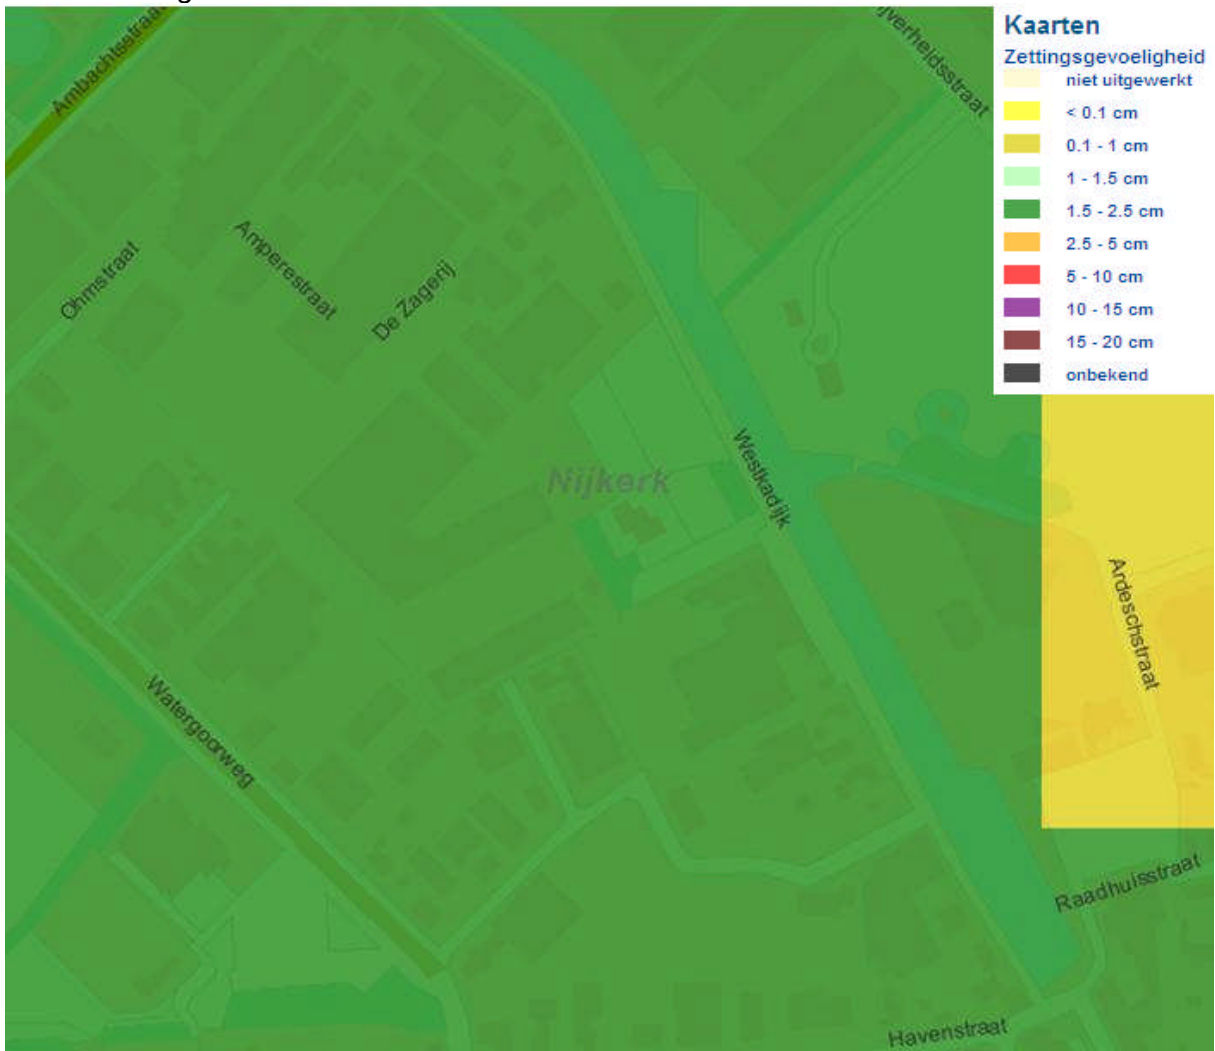 Ambachtsstraat
Kaarten
Zettingsgevoeligheid
niet uitgewerkt
< 0.1 cm
0.1 - 1 cm
1 - 1.5 cm
1.5 - 2.5 cm
2.5 - 5 cm
5 - 10 cm
10 - 15 cm
15 - 20 cm
onbekend
Ohmstraat
Amperestraat
De Zagerij
Nijkerk
Westkadijk
Ardeschstraat
Watergoorweg
Raadhuisstraat
Havenstraat